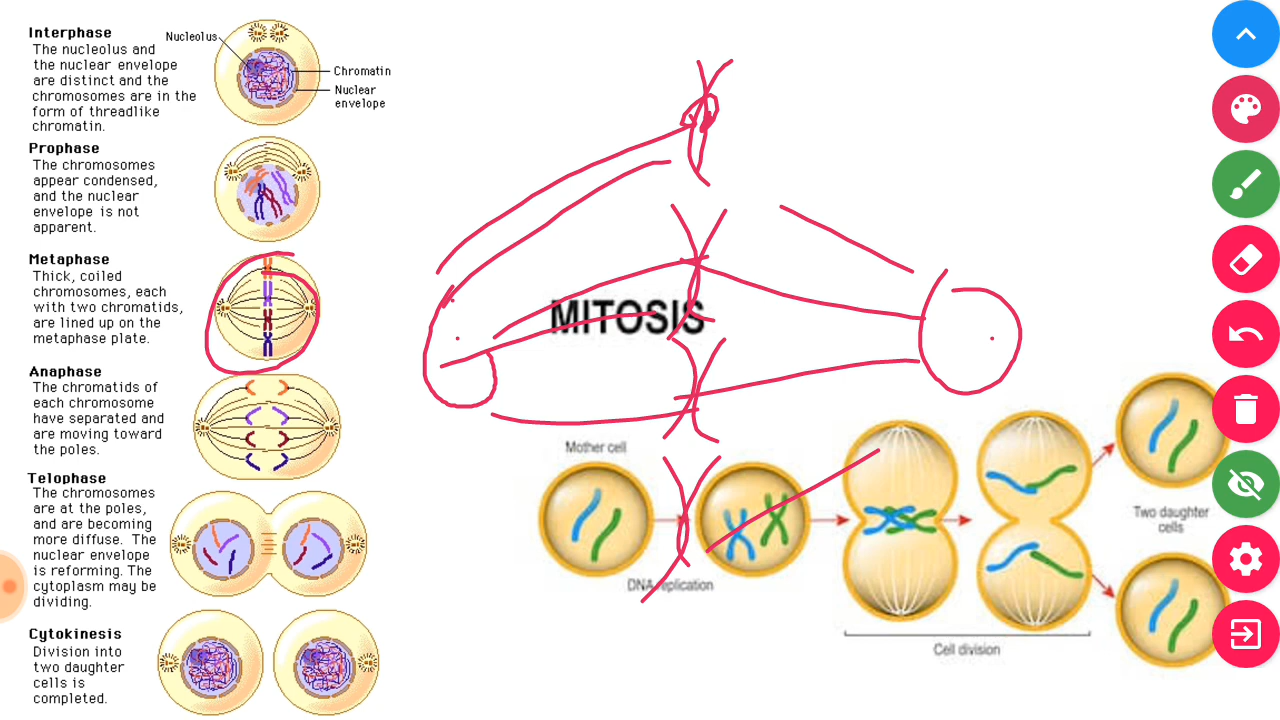 Interphase
The nucleolus and
the nuclear envelope
are distinct and the
chromosomes are in the
form of threadlike
chromatin.
Nucleolus
Chromatin
Nuclear
envelope
Prophase
The chromosomes
appear condensed,
and the nuclear
envelope is not
apparent.
Metaphase
Thick, coiled
chromosomes, each
with two chromatids,
are lined up on the
metaphase plate.
Anaphase
The chromatids of
each chromosome
have separated and
are moving toward
the poles.
Telophase
The chromosomes
are at the poles,
and are becoming
more diffuse. The
nuclear envelope
is reforming. The
cytoplasm may be
dividing.
Cytokinesis
Division into
two daughter
cells is
completed.
MITOSIS
Mother cell
DNA replication
Cell division
Two daughter
cells